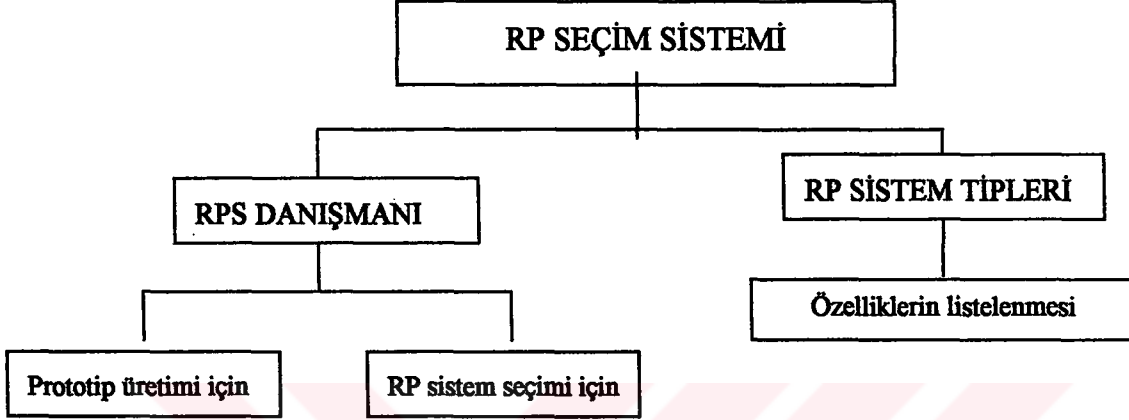 RP SEÇİM SİSTEMİ
RPS DANIŞMANI
RP SİSTEM TİPLERİ
Özelliklerin listelenmesi
Prototip üretimi için
RP sistem seçimi için